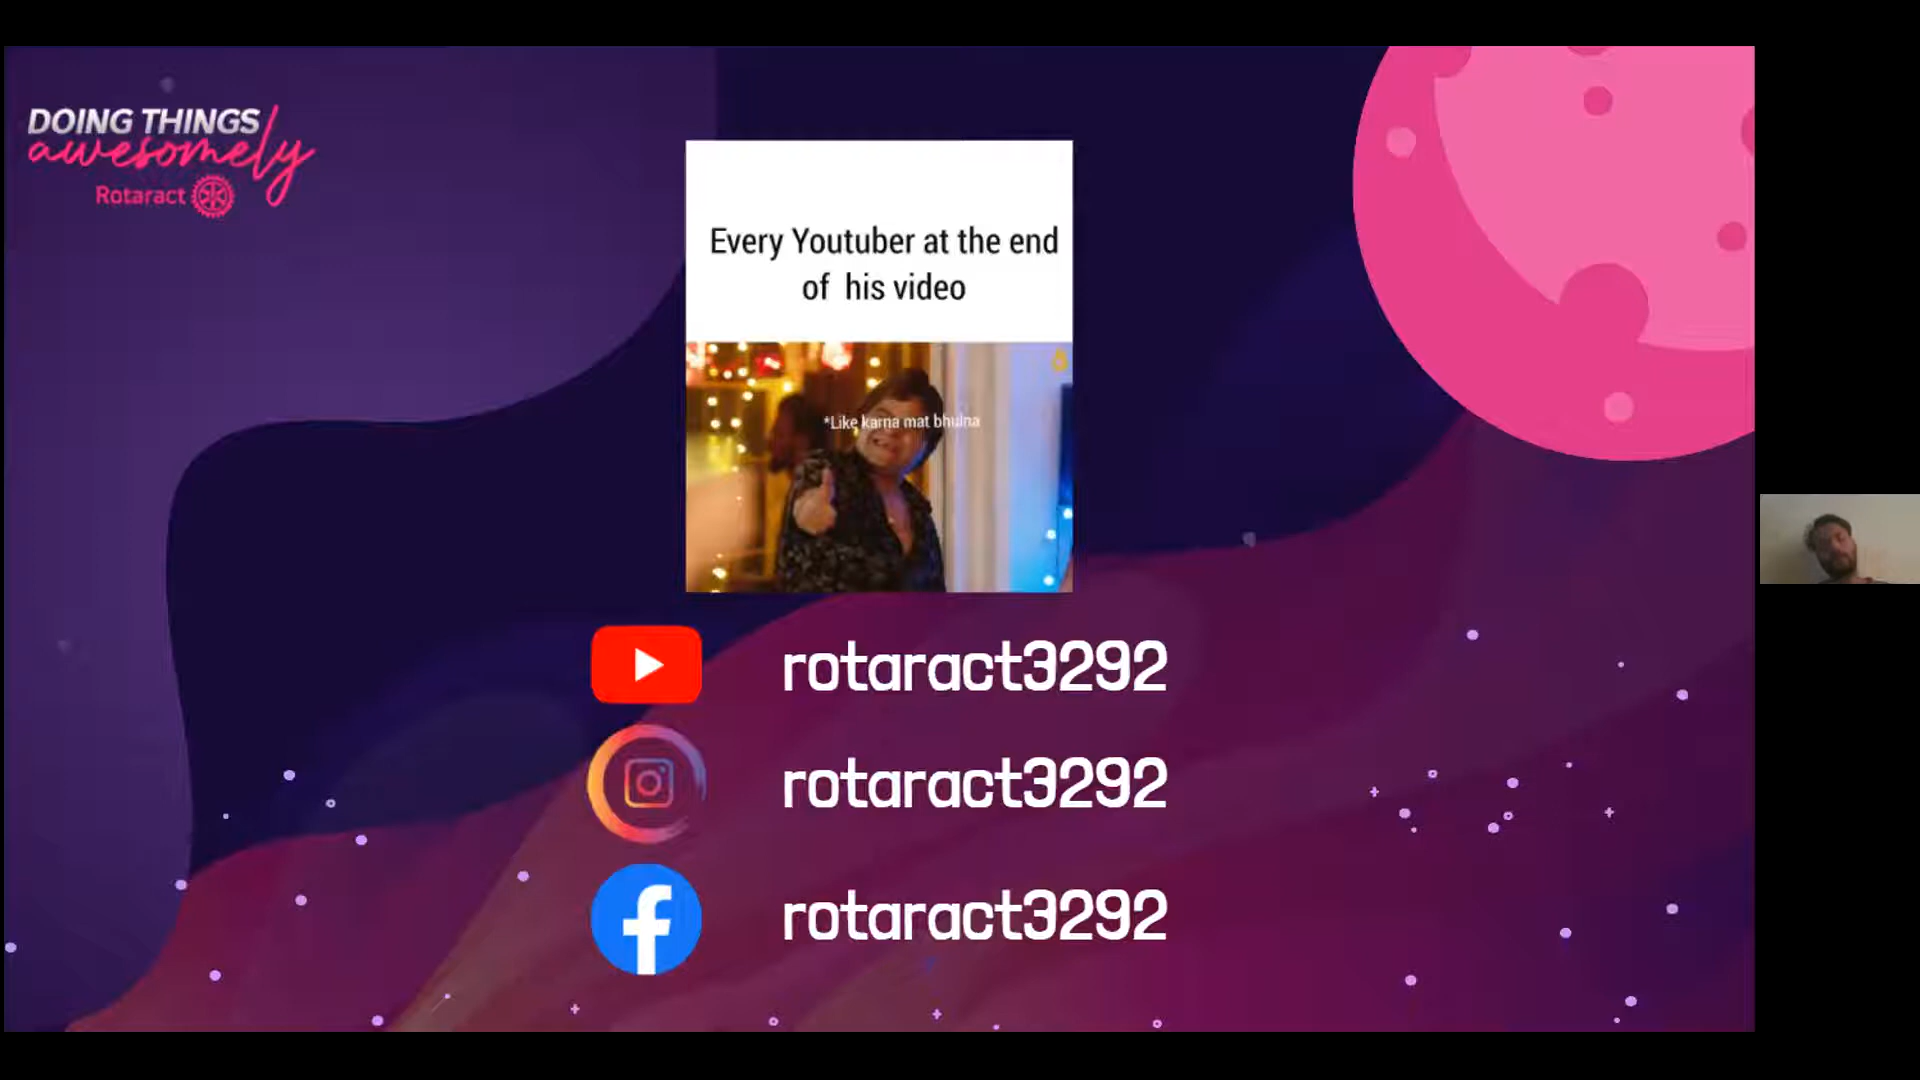 DOING THINGS
awesomely
Rotaract
Every Youtuber at the end
of his video
*Like karna mat bhulna
rotaract3292
rotaract3292
rotaract3292